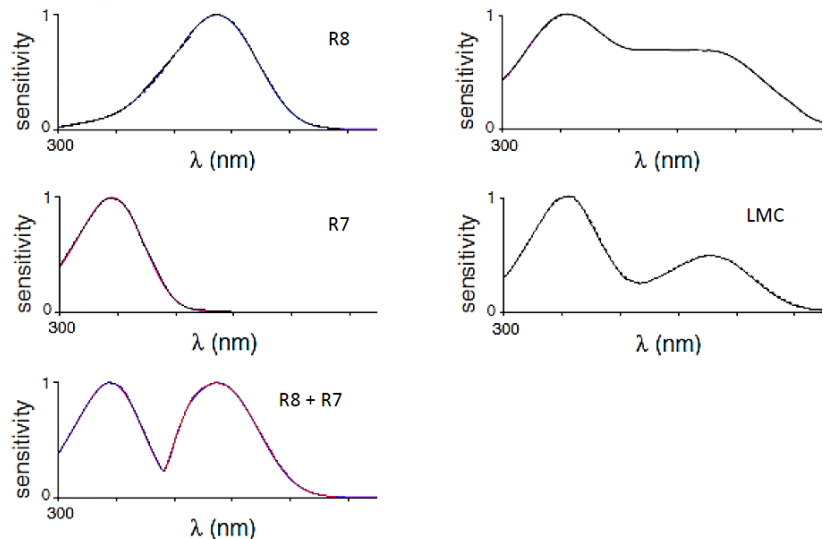 R8
sensitivity
1
0
300
λ (nm)
sensitivity
1
0
300
λ (nm)
R7
sensitivity
1
0
300
λ (nm)
LMC
sensitivity
1
0
300
λ (nm)
R8 + R7
sensitivity
1
0
300
λ (nm)